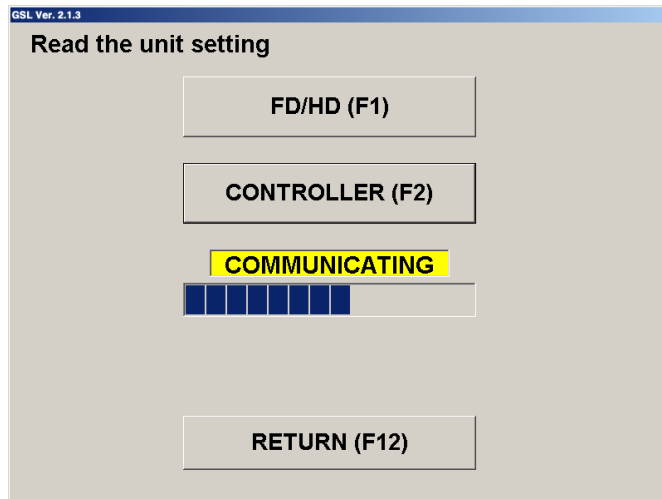 GSL Ver. 2.1.3
Read the unit setting
FD/HD (F1)
CONTROLLER (F2)
COMMUNICATING
RETURN (F12)